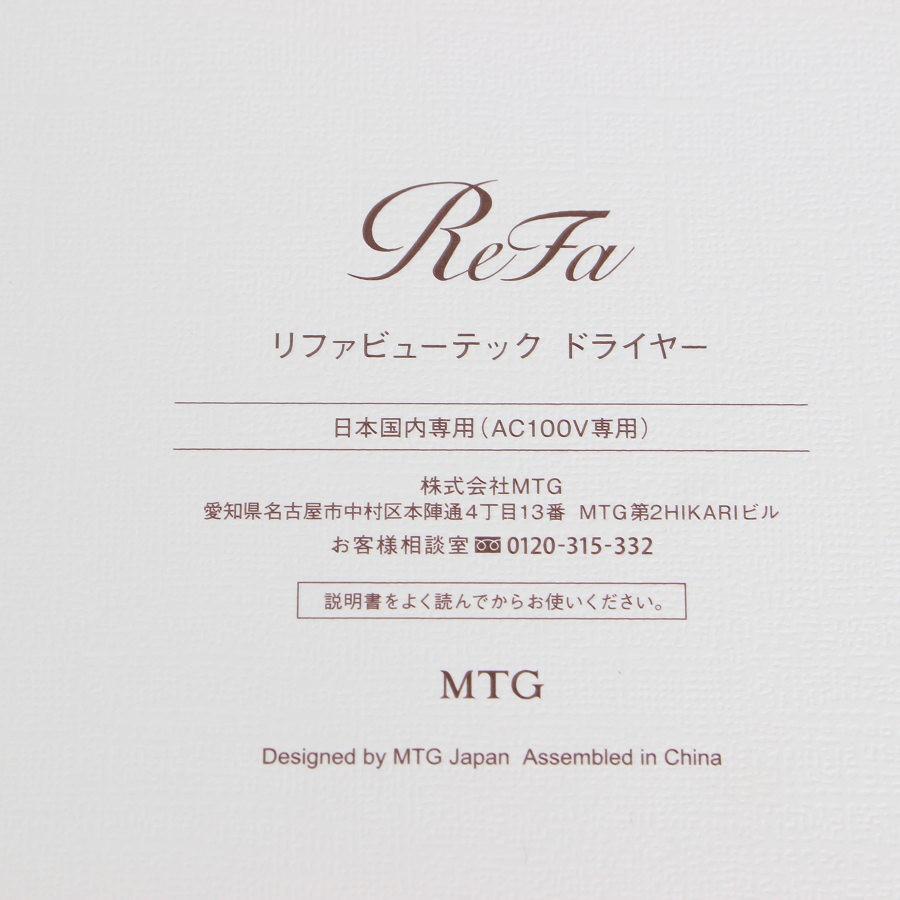 ReFa
リファビューテック ドライヤー
日本国内専用（AC100V専用）
株式会社MTG
愛知県名古屋市中村区本陣通4丁目13番 MTG第2HIKARIビル
お客様相談室 0120-315-332
説明書をよく読んでからお使いください。
MTG
Designed by MTG Japan Assembled in China